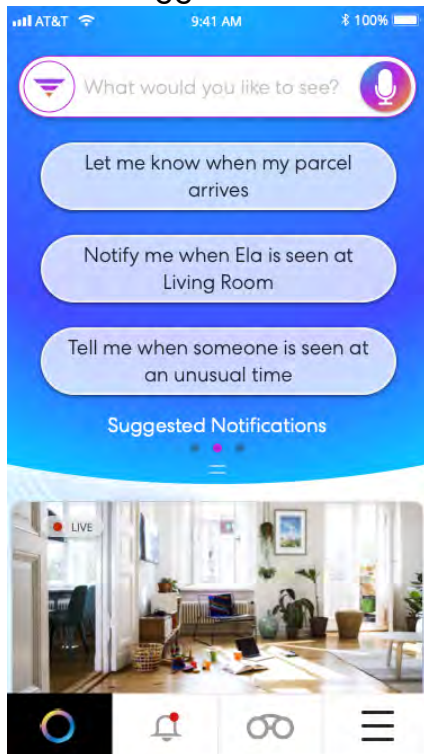 AT&T 9:41 AM 100%
What would you like to see?
Let me know when my parcel
arrives
Notify me when Ela is seen at
Living Room
Tell me when someone is seen at
an unusual time
Suggested Notifications
LIVE